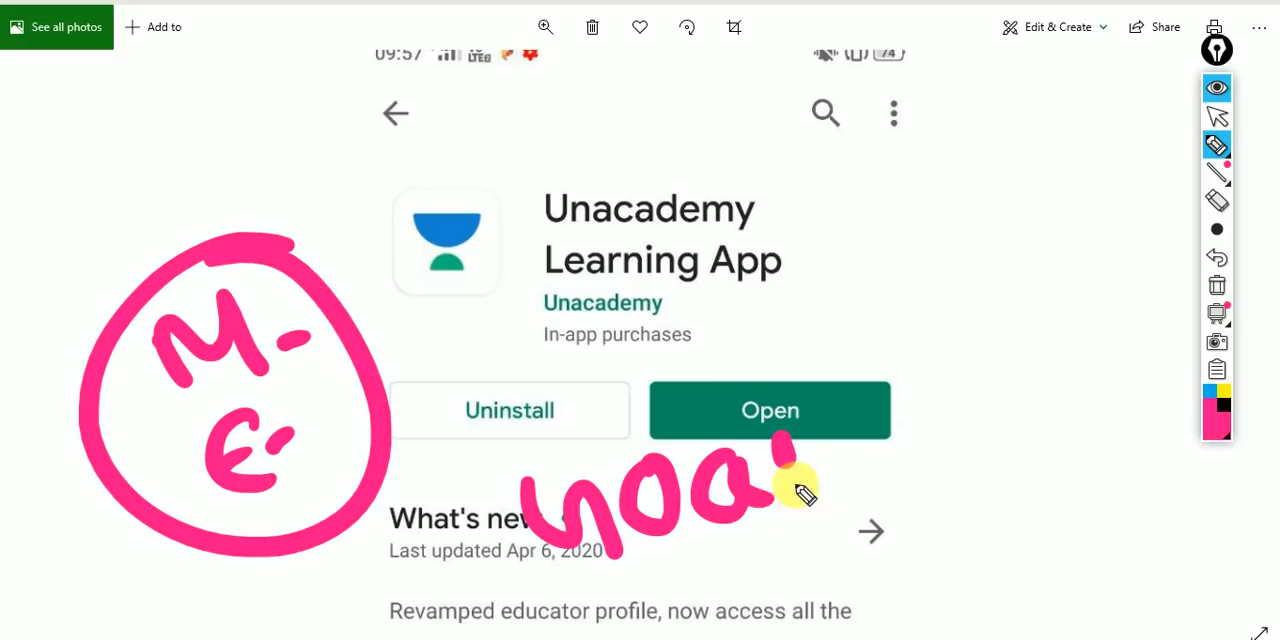 See all photos
Add to
Edit & Create
Share
09:57
74
Unacademy
Learning App
Unacademy
In-app purchases
M.
E.
Uninstall
Open
What's new
Last updated Apr 6, 2020
Revamped educator profile, now access all the